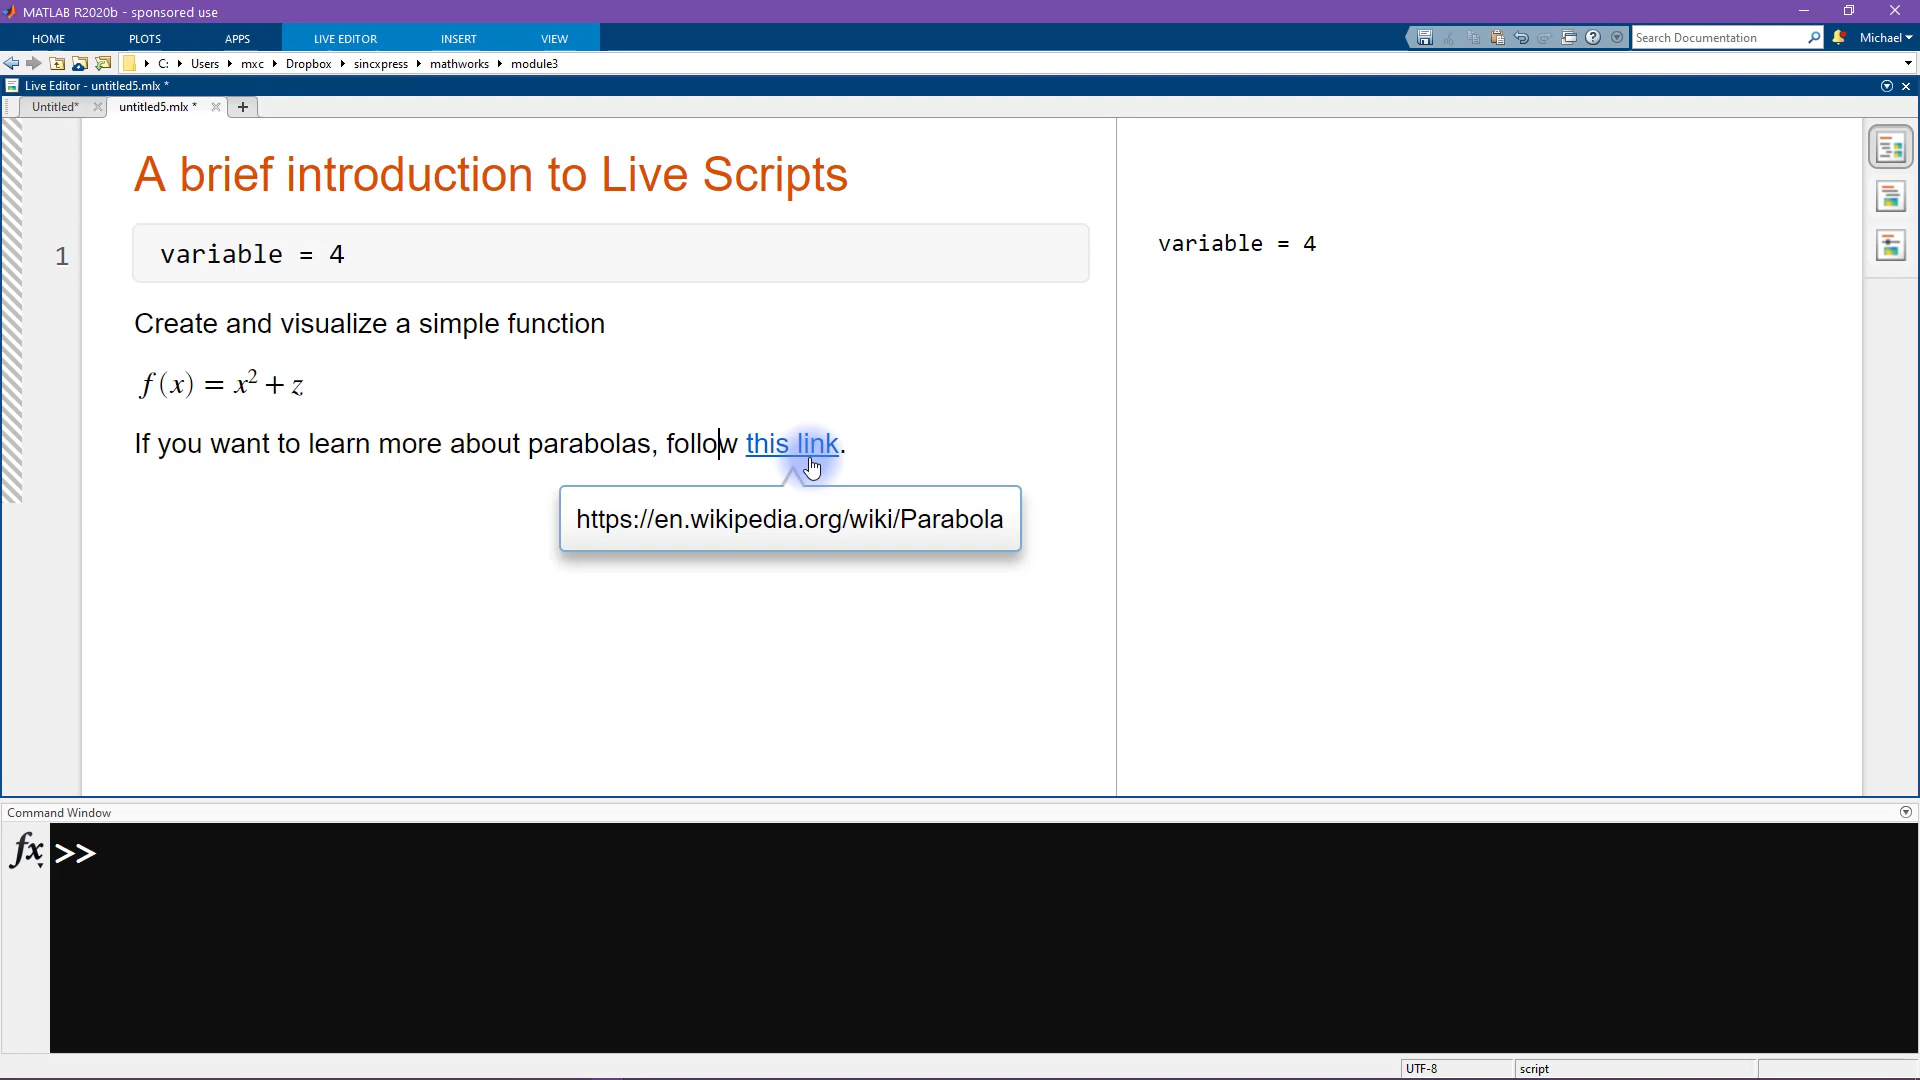 MATLAB R2020b - sponsored use
HOME PLOTS APPS LIVE EDITOR INSERT VIEW Search Documentation Michael
C: Users mxc Dropbox sincxpress mathworks module3
Live Editor - untitled5.mlx *
Untitled* untitled5.mlx *
A brief introduction to Live Scripts
1 variable = 4
variable = 4
Create and visualize a simple function
f(x) = x² + z
If you want to learn more about parabolas, follow this link.
https://en.wikipedia.org/wiki/Parabola
Command Window
fx >>
UTF-8 script